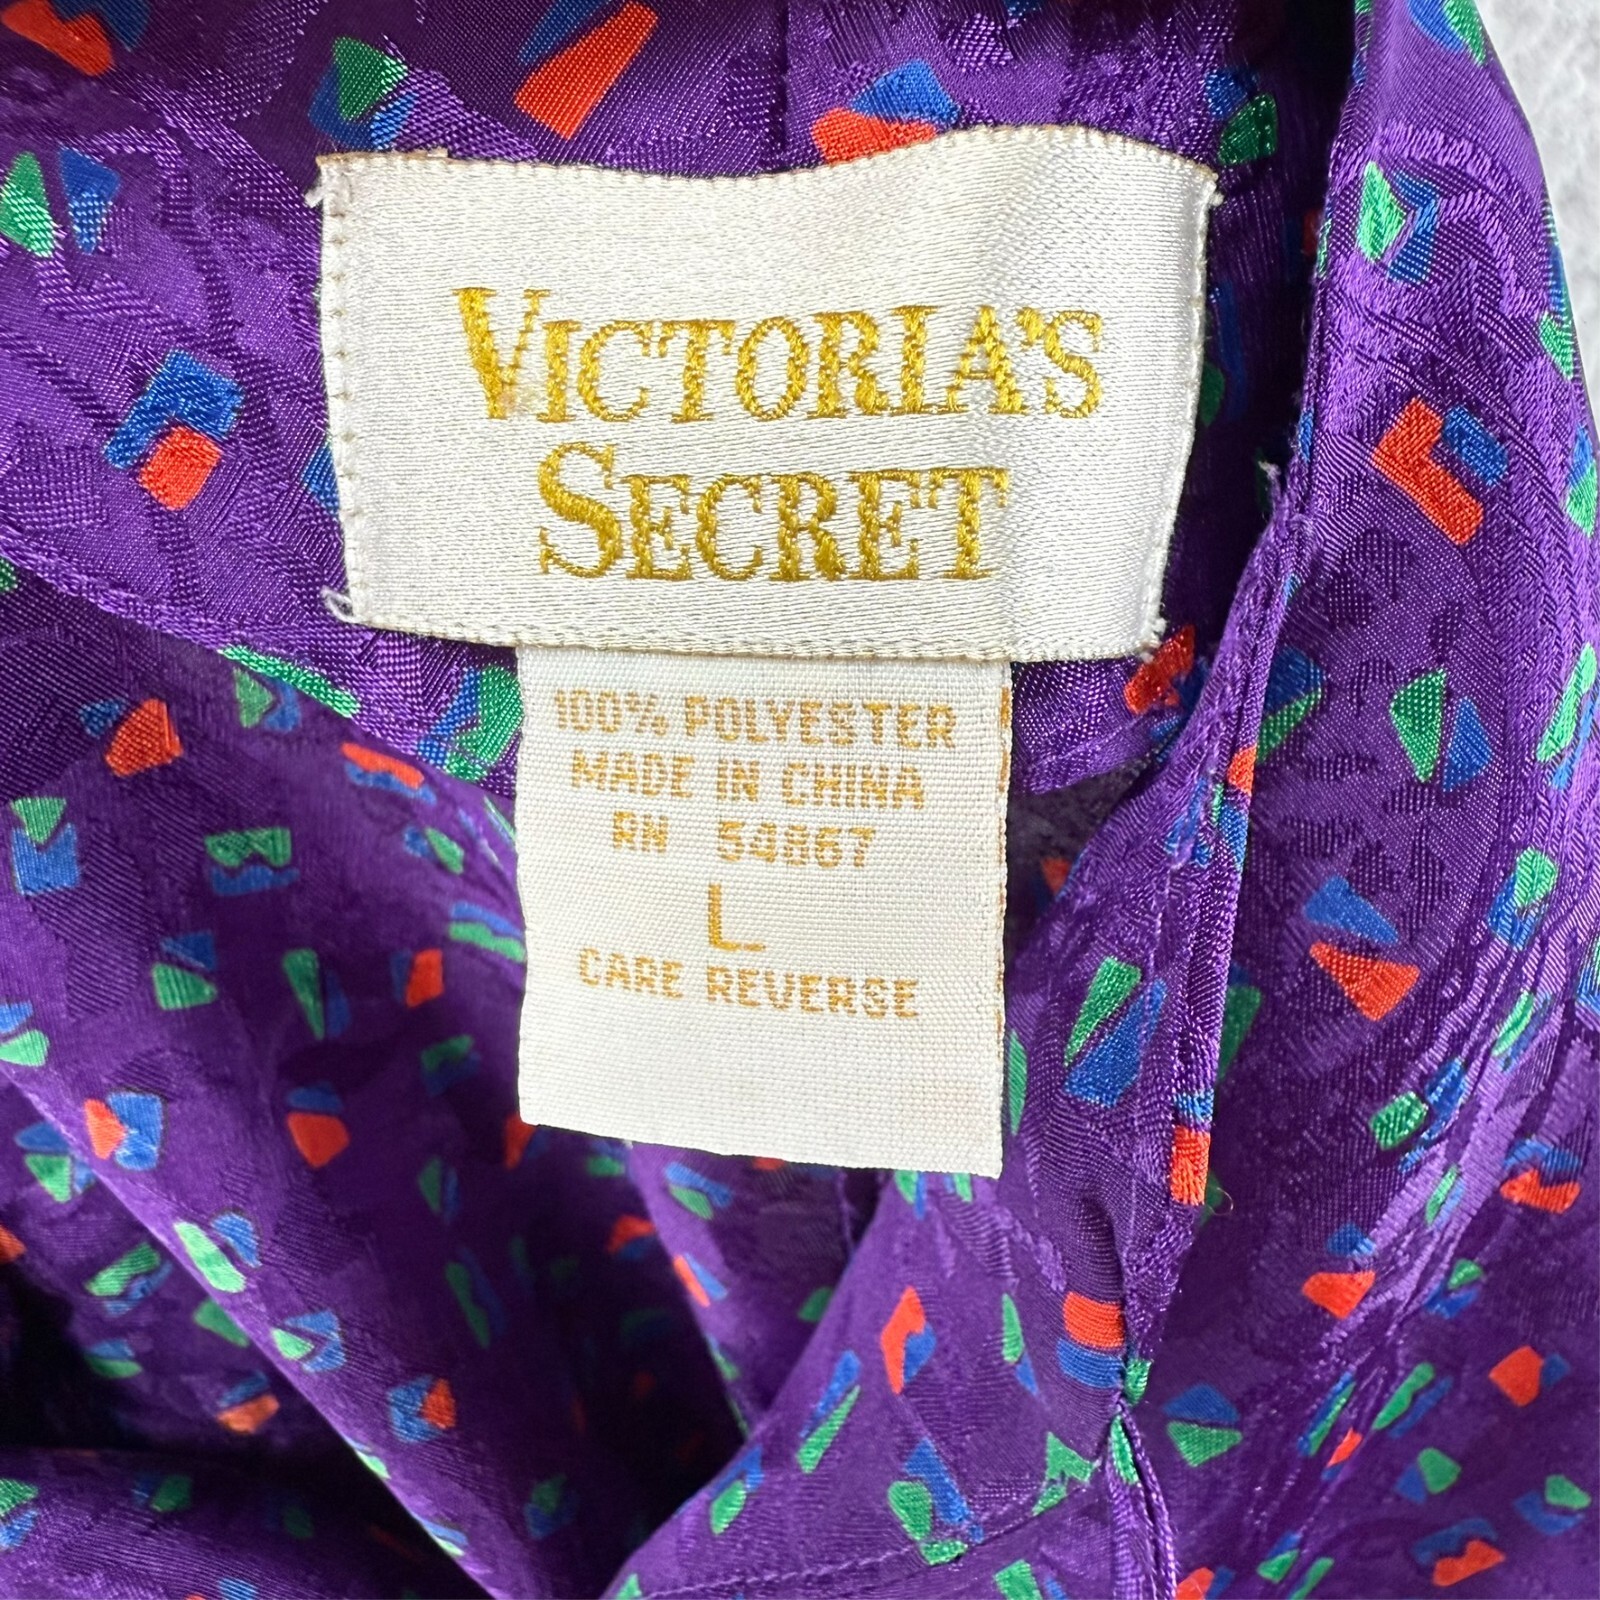 VICTORIA'S
SECRET
100% POLYESTER
MADE IN CHINA
RN 54867
L
CARE REVERSE